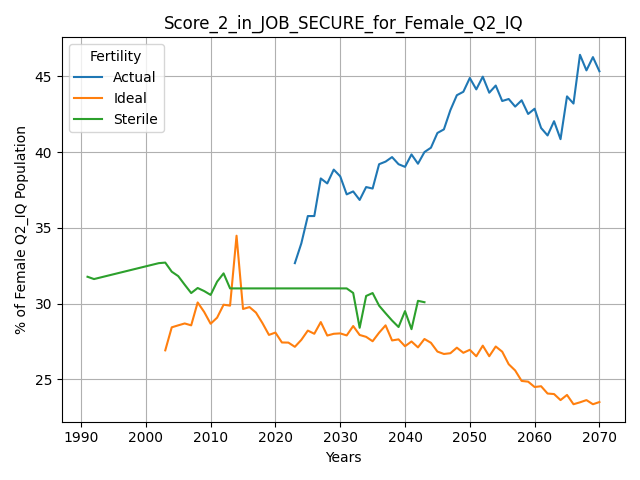 Score_2_in_JOB_SECURE_for_Female_Q2_IQ
Fertility
Actual
Ideal
Sterile
% of Female Q2_IQ Population
45
40
35
30
25
1990 2000 2010 2020 2030 2040 2050 2060 2070
Years